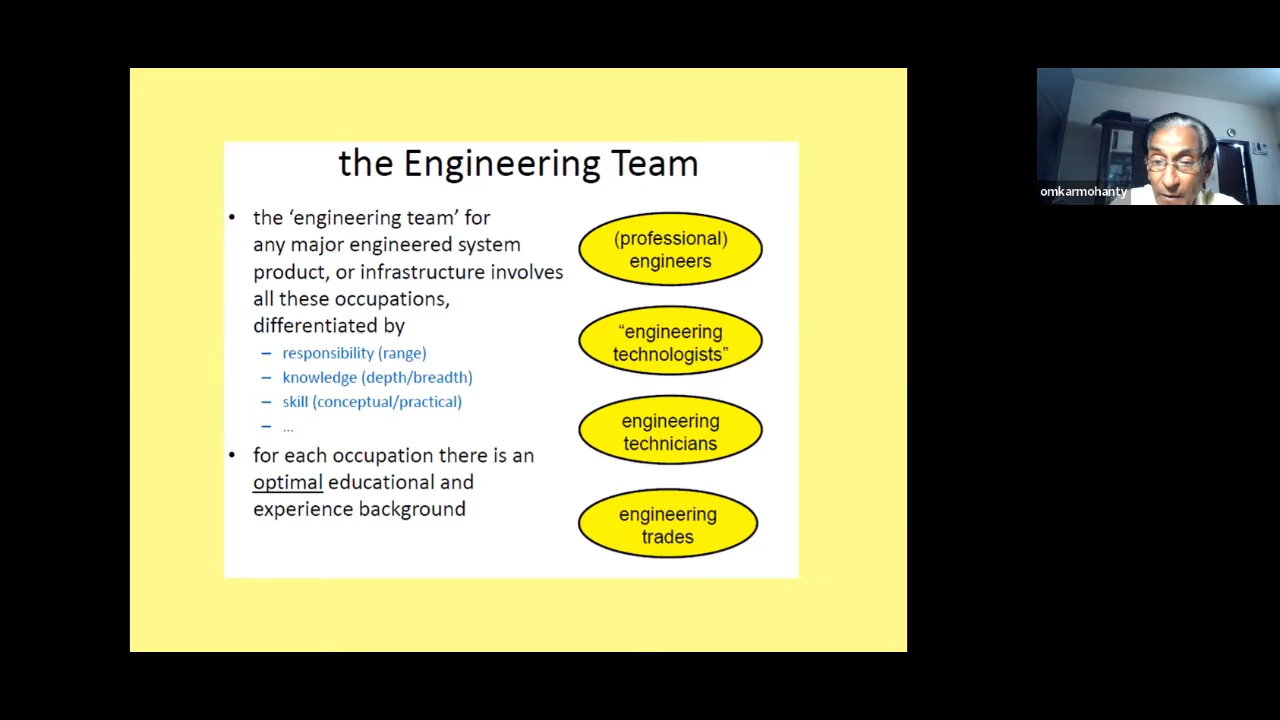 the Engineering Team
• the ‘engineering team’ for
any major engineered system
product, or infrastructure involves
all these occupations,
differentiated by
– responsibility (range)
– knowledge (depth/breadth)
– skill (conceptual/practical)
– ...
• for each occupation there is an
optimal educational and
experience background
(professional)
engineers
“engineering
technologists”
engineering
technicians
engineering
trades
omkarmohanty